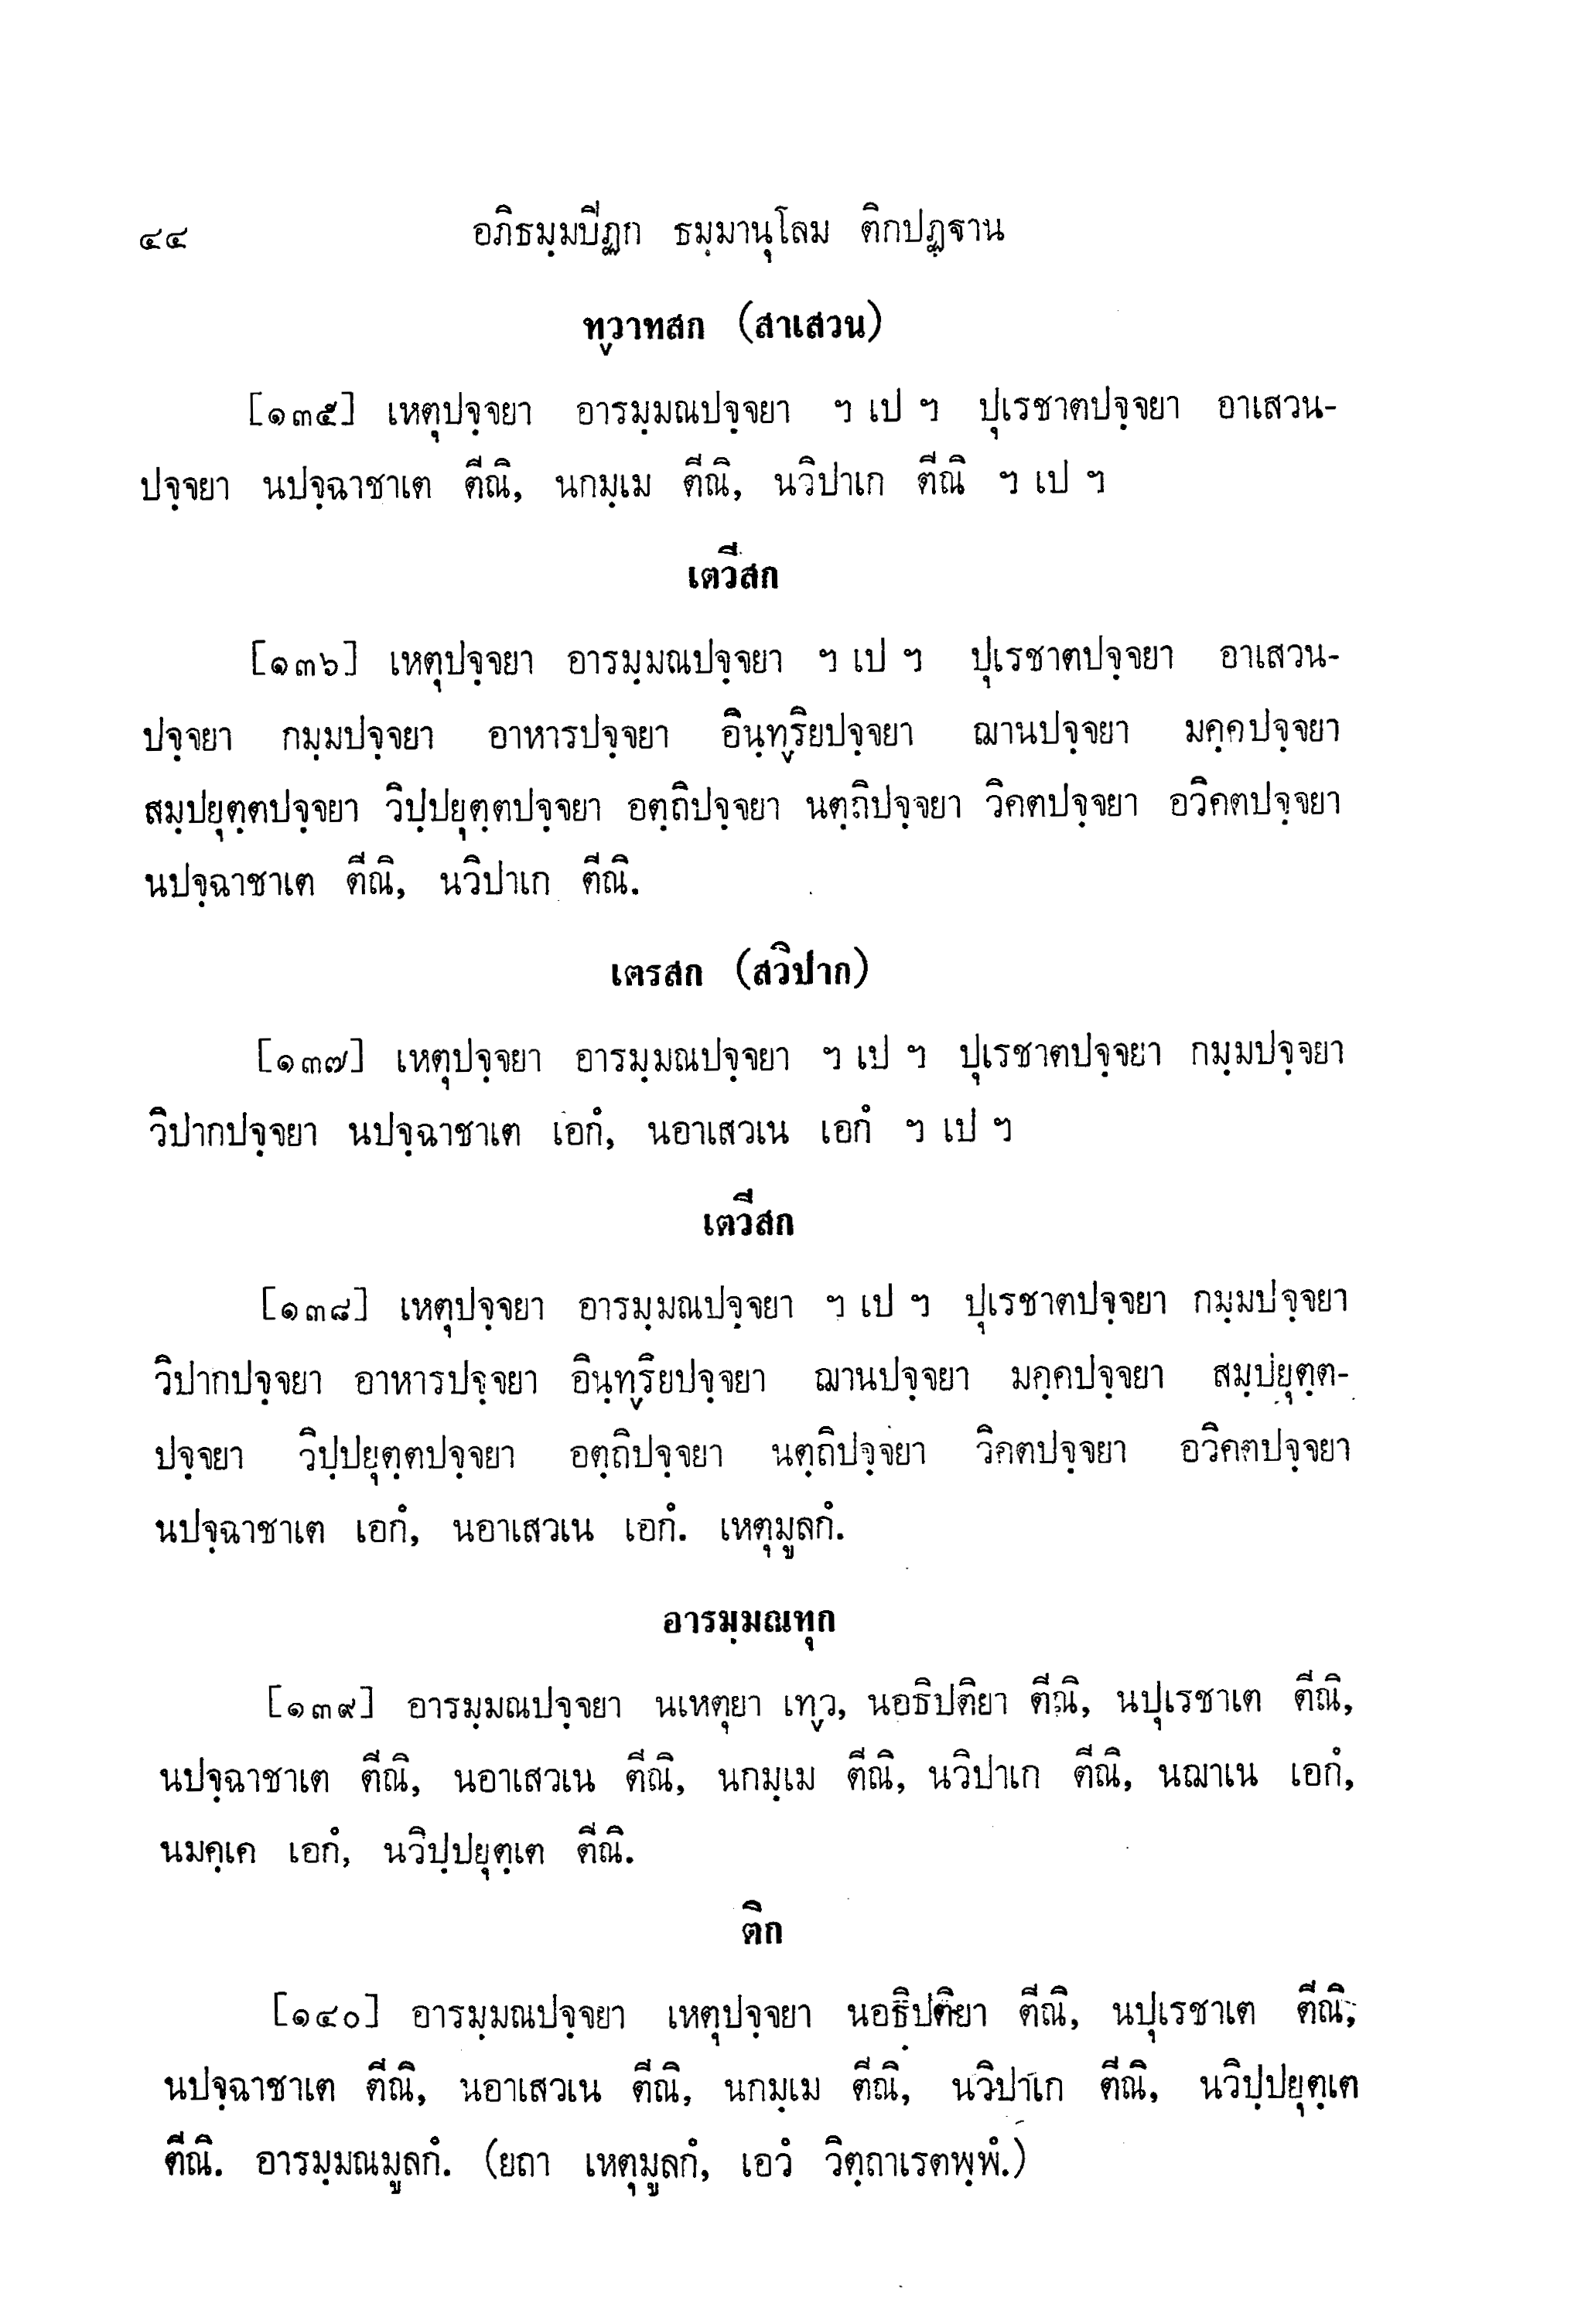 ๔๔ อภิธมฺมปีฏก ธมฺมานุโลม ติกปฏฺฐาน
ทฺวาทสก (สาเสวน)
[๑๓๕] เหตุปจฺจยา อารมฺมณปจฺจยา ฯ เป ฯ ปุเรชาตปจฺจยา อาเสวน-
ปจฺจยา นปจฺฉาชาเต ตีณิ, นกมฺเม ตีณิ, นวิปาเก ตีณิ ฯ เป ฯ
เตวีสก
[๑๓๖] เหตุปจฺจยา อารมฺมณปจฺจยา ฯ เป ฯ ปุเรชาตปจฺจยา อาเสวน-
ปจฺจยา กมฺมปจฺจยา อาหารปจฺจยา อินฺทฺริยปจฺจยา ฌานปจฺจยา มคฺคปจฺจยา
สมฺปยุตฺตปจฺจยา วิปฺปยุตฺตปจฺจยา อตฺถิปจฺจยา นตฺถิปจฺจยา วิคตปจฺจยา อวิคตปจฺจยา
นปจฺฉาชาเต ตีณิ, นวิปาเก ตีณิ.
เตรสก (สวิปาก)
[๑๓๗] เหตุปจฺจยา อารมฺมณปจฺจยา ฯ เป ฯ ปุเรชาตปจฺจยา กมฺมปจฺจยา
วิปากปจฺจยา นปจฺฉาชาเต เอกํ, นอาเสวเน เอกํ ฯ เป ฯ
เตวีสก
[๑๓๘] เหตุปจฺจยา อารมฺมณปจฺจยา ฯ เป ฯ ปุเรชาตปจฺจยา กมฺมปจฺจยา
วิปากปจฺจยา อาหารปจฺจยา อินฺทฺริยปจฺจยา ฌานปจฺจยา มคฺคปจฺจยา สมฺปยุตฺต-
ปจฺจยา วิปฺปยุตฺตปจฺจยา อตฺถิปจฺจยา นตฺถิปจฺจยา วิคตปจฺจยา อวิคตปจฺจยา
นปจฺฉาชาเต เอกํ, นอาเสวเน เอกํ. เหตุมูลกํ.
อารมฺมณทุก
[๑๓๙] อารมฺมณปจฺจยา นเหตุยา เทฺว, นอธิปติยา ตีณิ, นปุเรชาเต ตีณิ,
นปจฺฉาชาเต ตีณิ, นอาเสวเน ตีณิ, นกมฺเม ตีณิ, นวิปาเก ตีณิ, นฌาเน เอกํ,
นมคฺเค เอกํ, นวิปฺปยุตฺเต ตีณิ.
ติก
[๑๔๐] อารมฺมณปจฺจยา เหตุปจฺจยา นอธิปติยา ตีณิ, นปุเรชาเต ตีณิ,
นปจฺฉาชาเต ตีณิ, นอาเสวเน ตีณิ, นกมฺเม ตีณิ, นวิปาเก ตีณิ, นวิปฺปยุตฺเต
ตีณิ. อารมฺมณมูลกํ. (ยถา เหตุมูลกํ, เอวํ วิตฺถาเรตพฺพํ.)